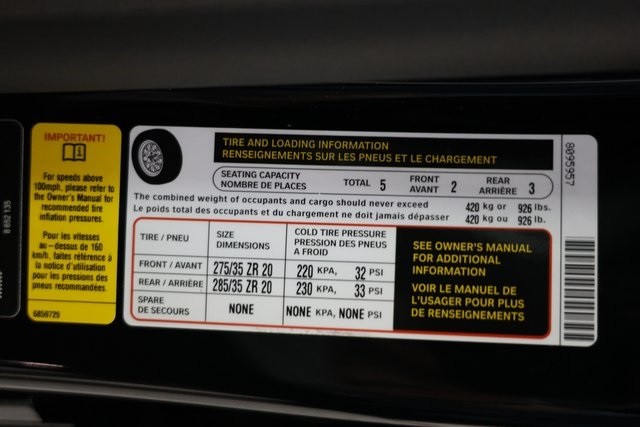 8 652 135
IMPORTANT!
For speeds above
100mph, please refer to
the Owner's Manual for
recommended tire
inflation pressures.
Pour les vitesses
au-dessus de 160
km/h, faites référence à
la notice d'utilisation
pour les pressions des
pneus recommandées.
6850729
TIRE AND LOADING INFORMATION
RENSEIGNEMENTS SUR LES PNEUS ET LE CHARGEMENT
SEATING CAPACITY
NOMBRE DE PLACES
TOTAL 5
FRONT
AVANT 2
REAR
ARRIÈRE 3
The combined weight of occupants and cargo should never exceed 420 kg or 926 lbs.
Le poids total des occupants et du chargement ne doit jamais dépasser 420 kg ou 926 lb.
TIRE / PNEU
SIZE
DIMENSIONS
COLD TIRE PRESSURE
PRESSION DES PNEUS
A FROID
FRONT / AVANT 275/35 ZR 20 220 KPA, 32 PSI
REAR / ARRIÈRE 285/35 ZR 20 230 KPA, 33 PSI
SPARE
DE SECOURS
NONE NONE KPA, NONE PSI
SEE OWNER'S MANUAL
FOR ADDITIONAL
INFORMATION
VOIR LE MANUEL DE
L'USAGER POUR PLUS
DE RENSEIGNEMENTS
8095957